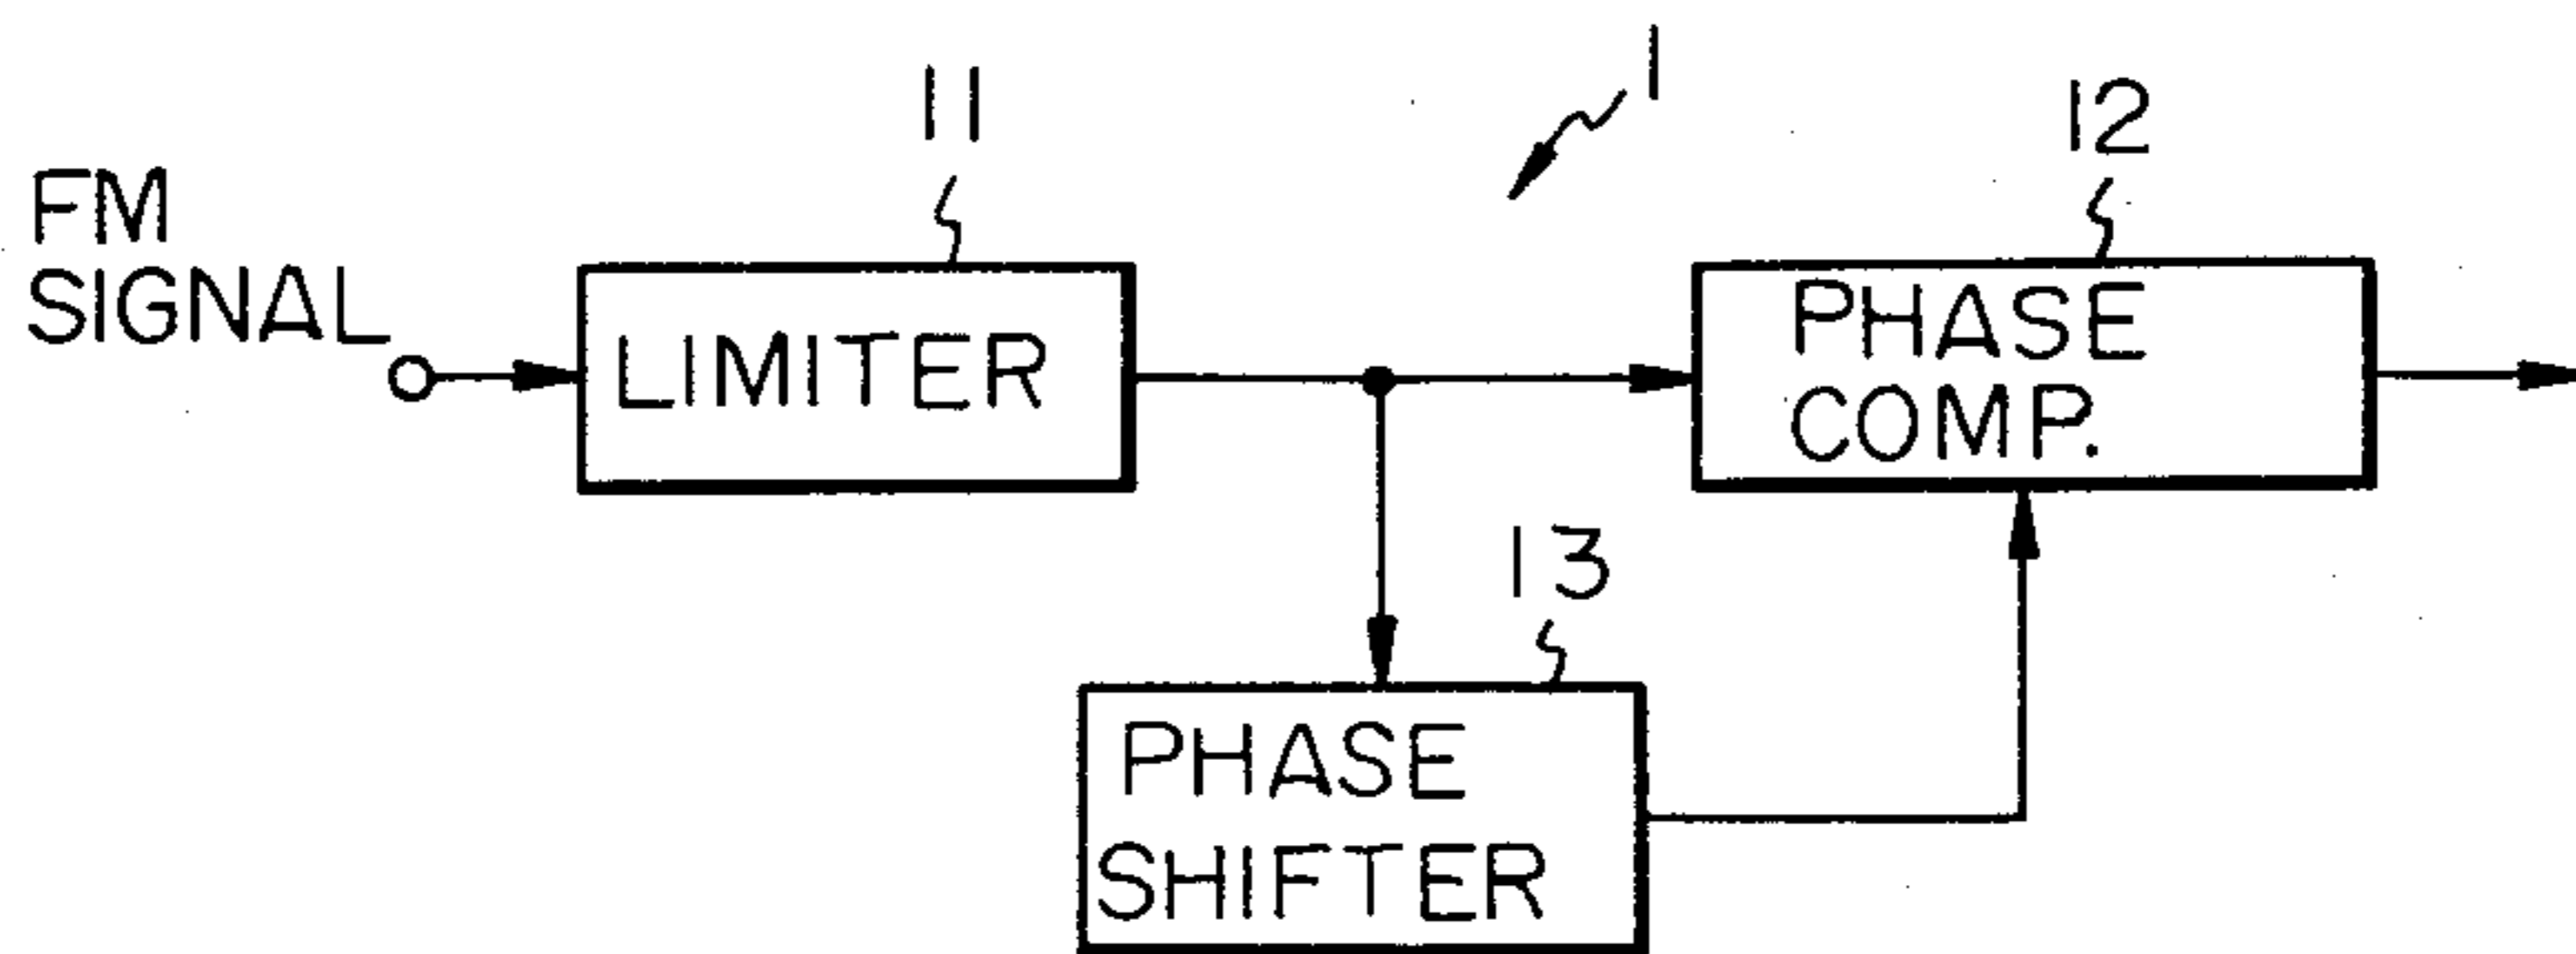 1
11
12
FM
SIGNAL
LIMITER
PHASE
COMP.
13
PHASE
SHIFTER